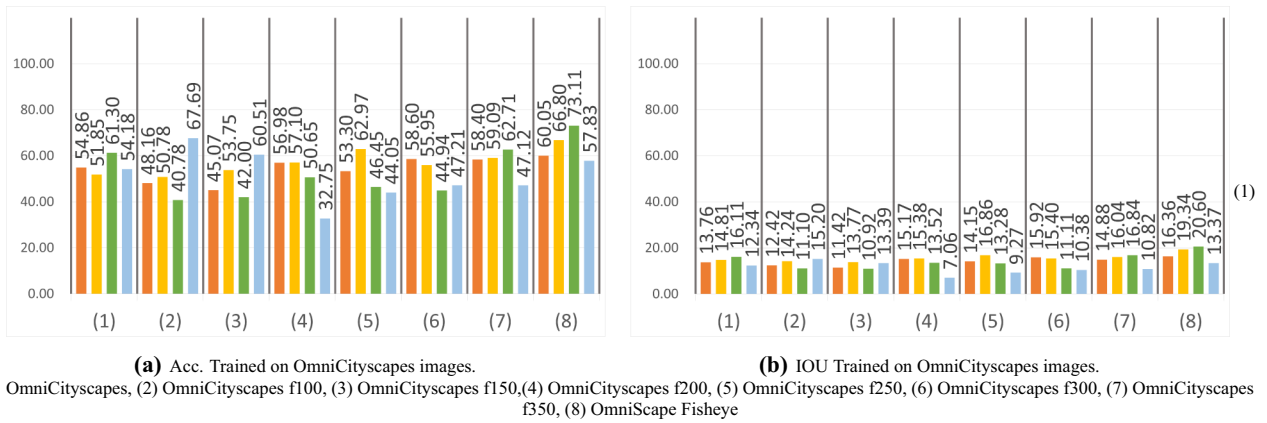 100.00
80.00
60.00
40.00
20.00
0.00
54.86 51.85 61.30 54.18 48.16 50.78 40.78 67.69 45.07 53.75 42.00 60.51 56.98 57.10 50.65 32.75 53.30 62.97 46.45 44.05 58.60 55.95 44.94 47.21 58.40 59.09 62.71 47.12 60.05 66.80 73.11 57.83
(1) (2) (3) (4) (5) (6) (7) (8)
100.00
80.00
60.00
40.00
20.00
0.00
13.76 14.81 16.11 12.34 12.42 14.24 11.10 15.20 11.42 13.77 10.92 13.39 15.17 15.38 13.52 7.06 14.15 16.86 13.28 9.27 15.92 15.40 11.11 10.38 14.88 16.04 16.84 10.82 16.36 19.34 20.60 13.37
(1) (2) (3) (4) (5) (6) (7) (8)
(1)
(a) Acc. Trained on OmniCityscapes images.
(b) IOU Trained on OmniCityscapes images.
OmniCityscapes, (2) OmniCityscapes f100, (3) OmniCityscapes f150,(4) OmniCityscapes f200, (5) OmniCityscapes f250, (6) OmniCityscapes f300, (7) OmniCityscapes
f350, (8) OmniScape Fisheye